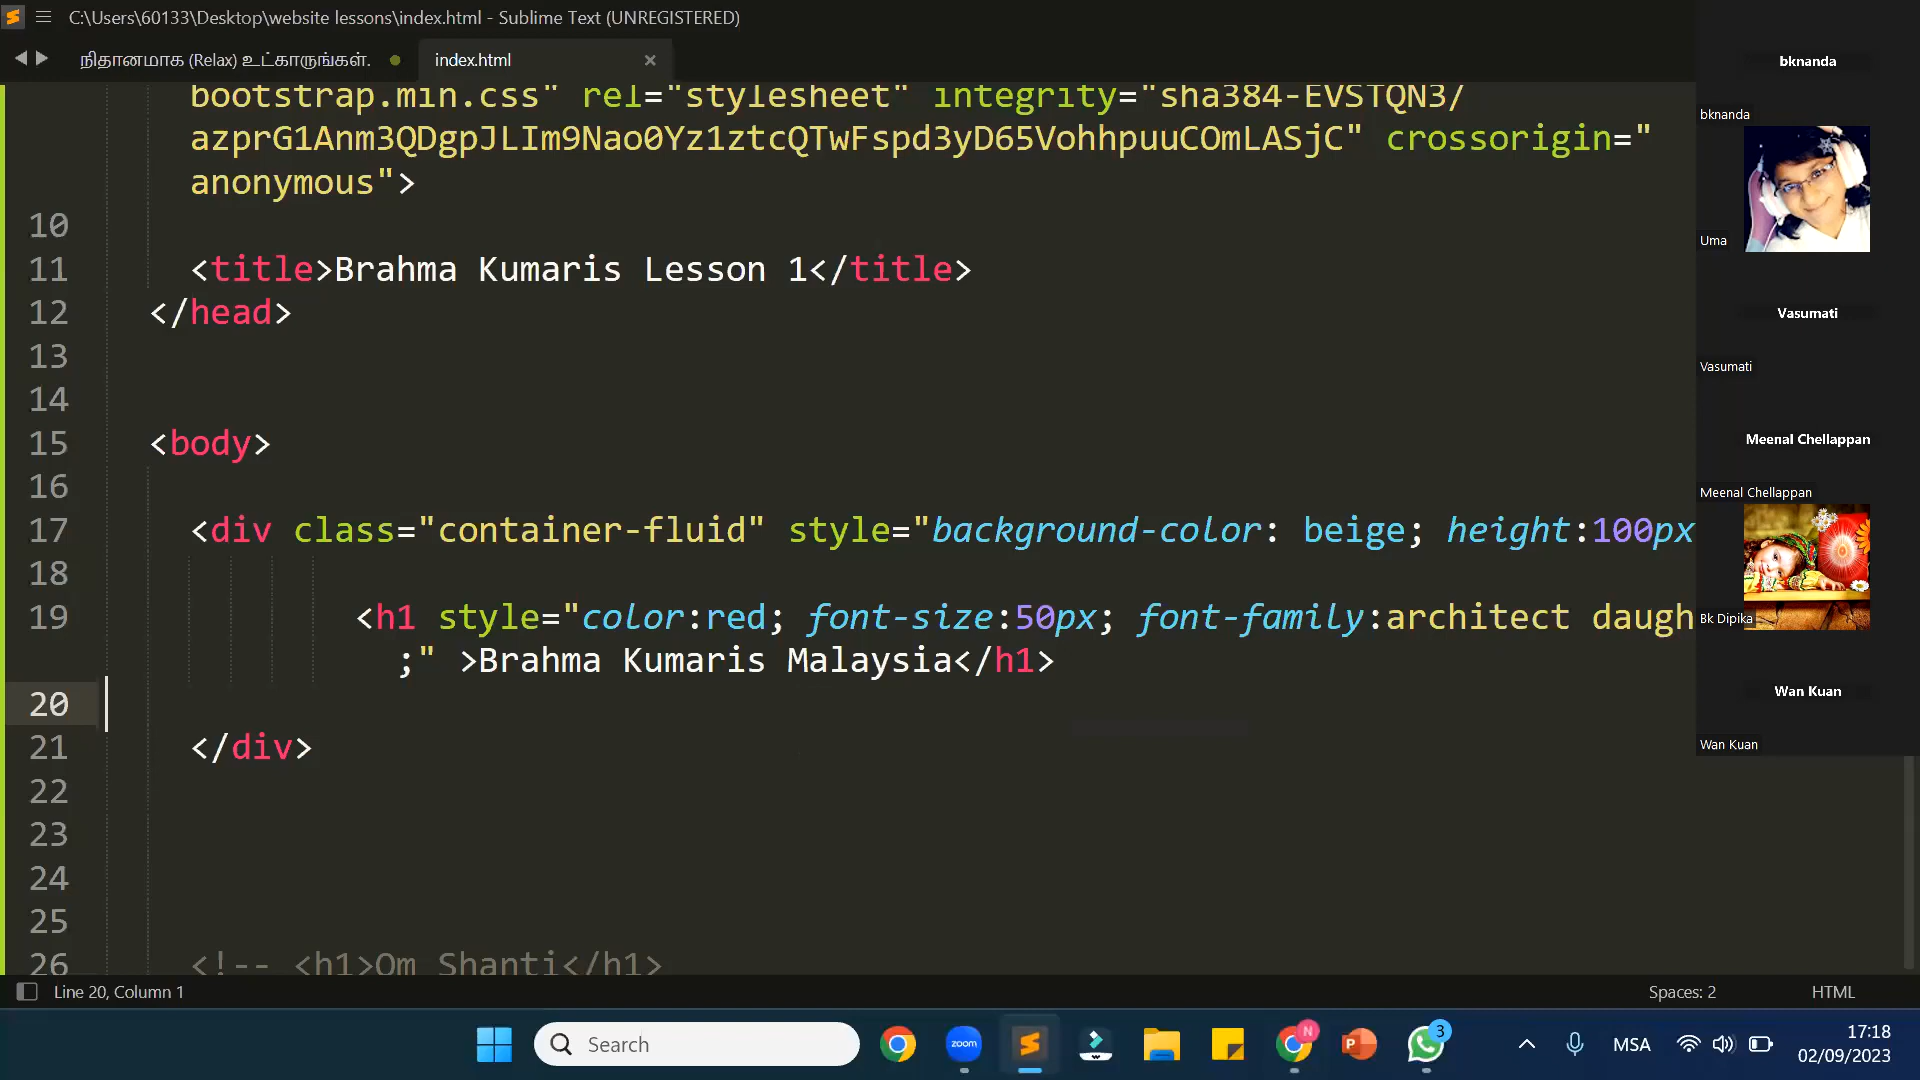 C:\Users\60133\Desktop\website lessons\index.html - Sublime Text (UNREGISTERED)
நிதானமாக (Relax) உட்காருங்கள்.
index.html
bootstrap.min.css" rel="stylesheet" integrity="sha384-EVSTQN3/
azprG1Anm3QDgpJLIm9Nao0Yz1ztcQTwFspd3yD65VohhpuuCOmLASjC" crossorigin="
anonymous">
10
11 <title>Brahma Kumaris Lesson 1</title>
12 </head>
13
14
15 <body>
16
17 <div class="container-fluid" style="background-color: beige; height:100px
18
19 <h1 style="color:red; font-size:50px; font-family:architect daugh
;" >Brahma Kumaris Malaysia</h1>
20
21 </div>
22
23
24
25
26 <!-- <h1>Om Shanti</h1>
Line 20, Column 1
Spaces: 2
HTML
bknanda
bknanda
Uma
Vasumati
Vasumati
Meenal Chellappan
Meenal Chellappan
Bk Dipika
Wan Kuan
Wan Kuan
Search
zoom
N
P
3
MSA
17:18
02/09/2023